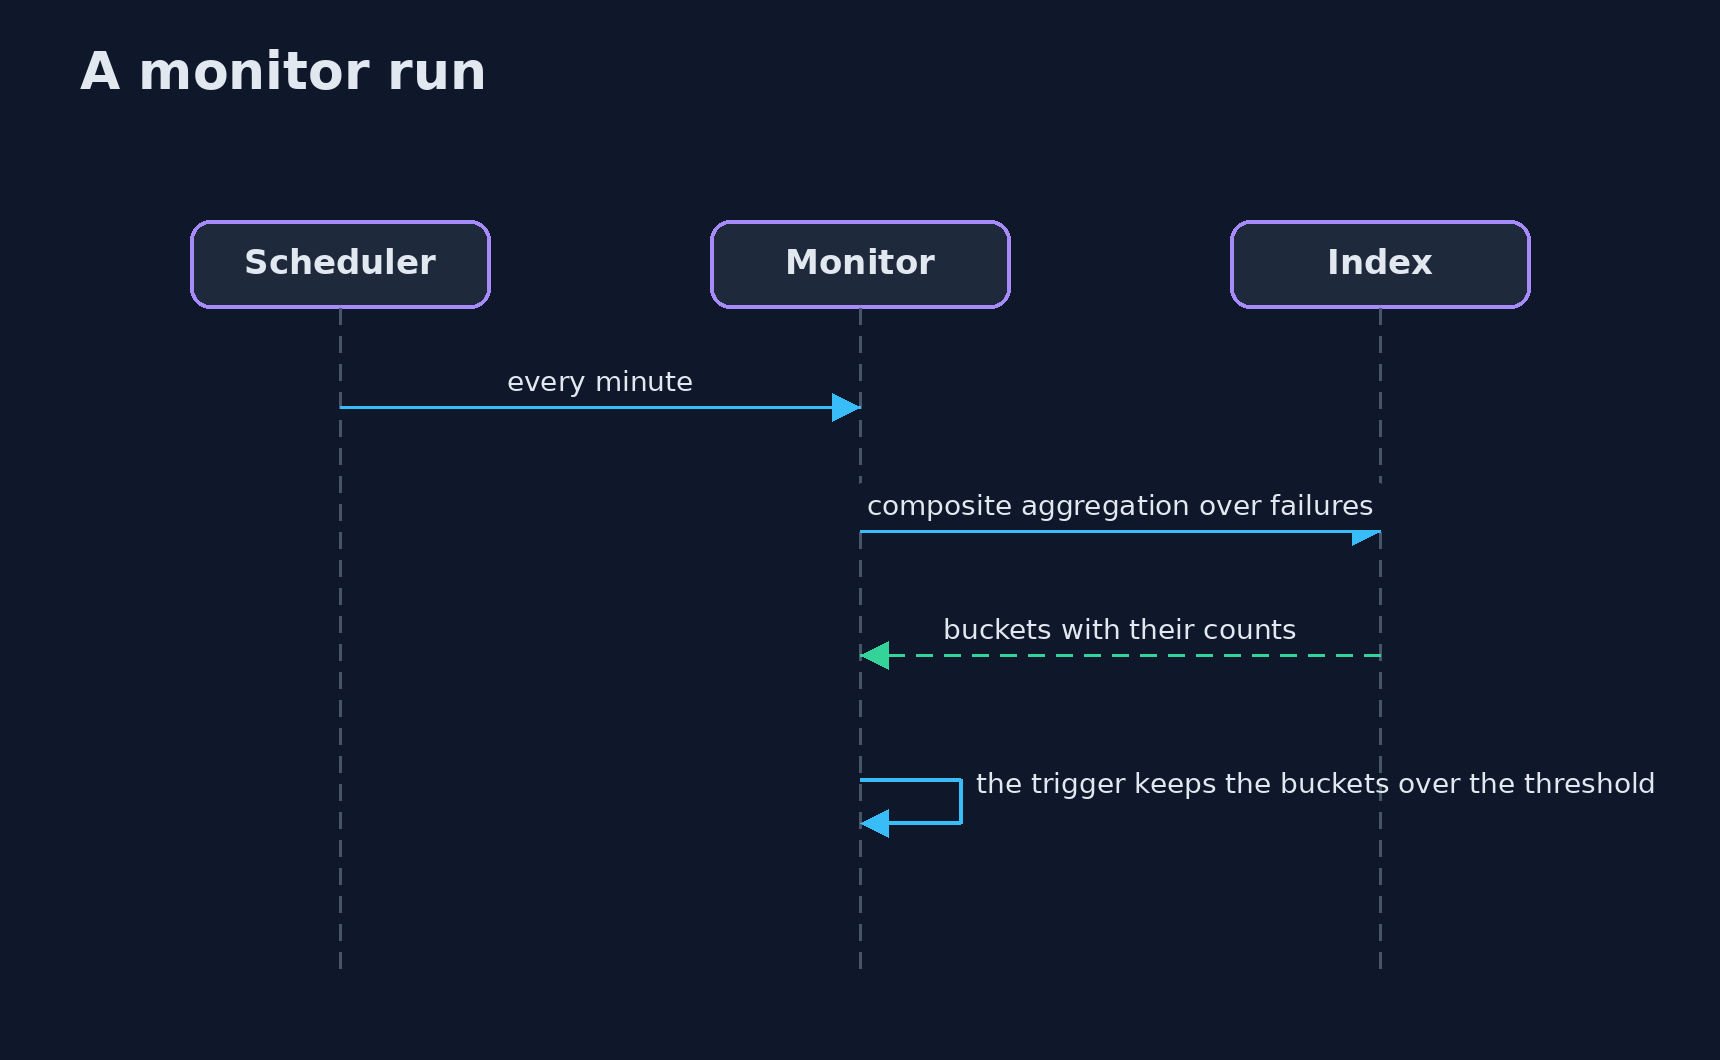 A monitor run
Scheduler
Monitor
Index
every minute
composite aggregation over failures
buckets with their counts
the trigger keeps the buckets over the threshold